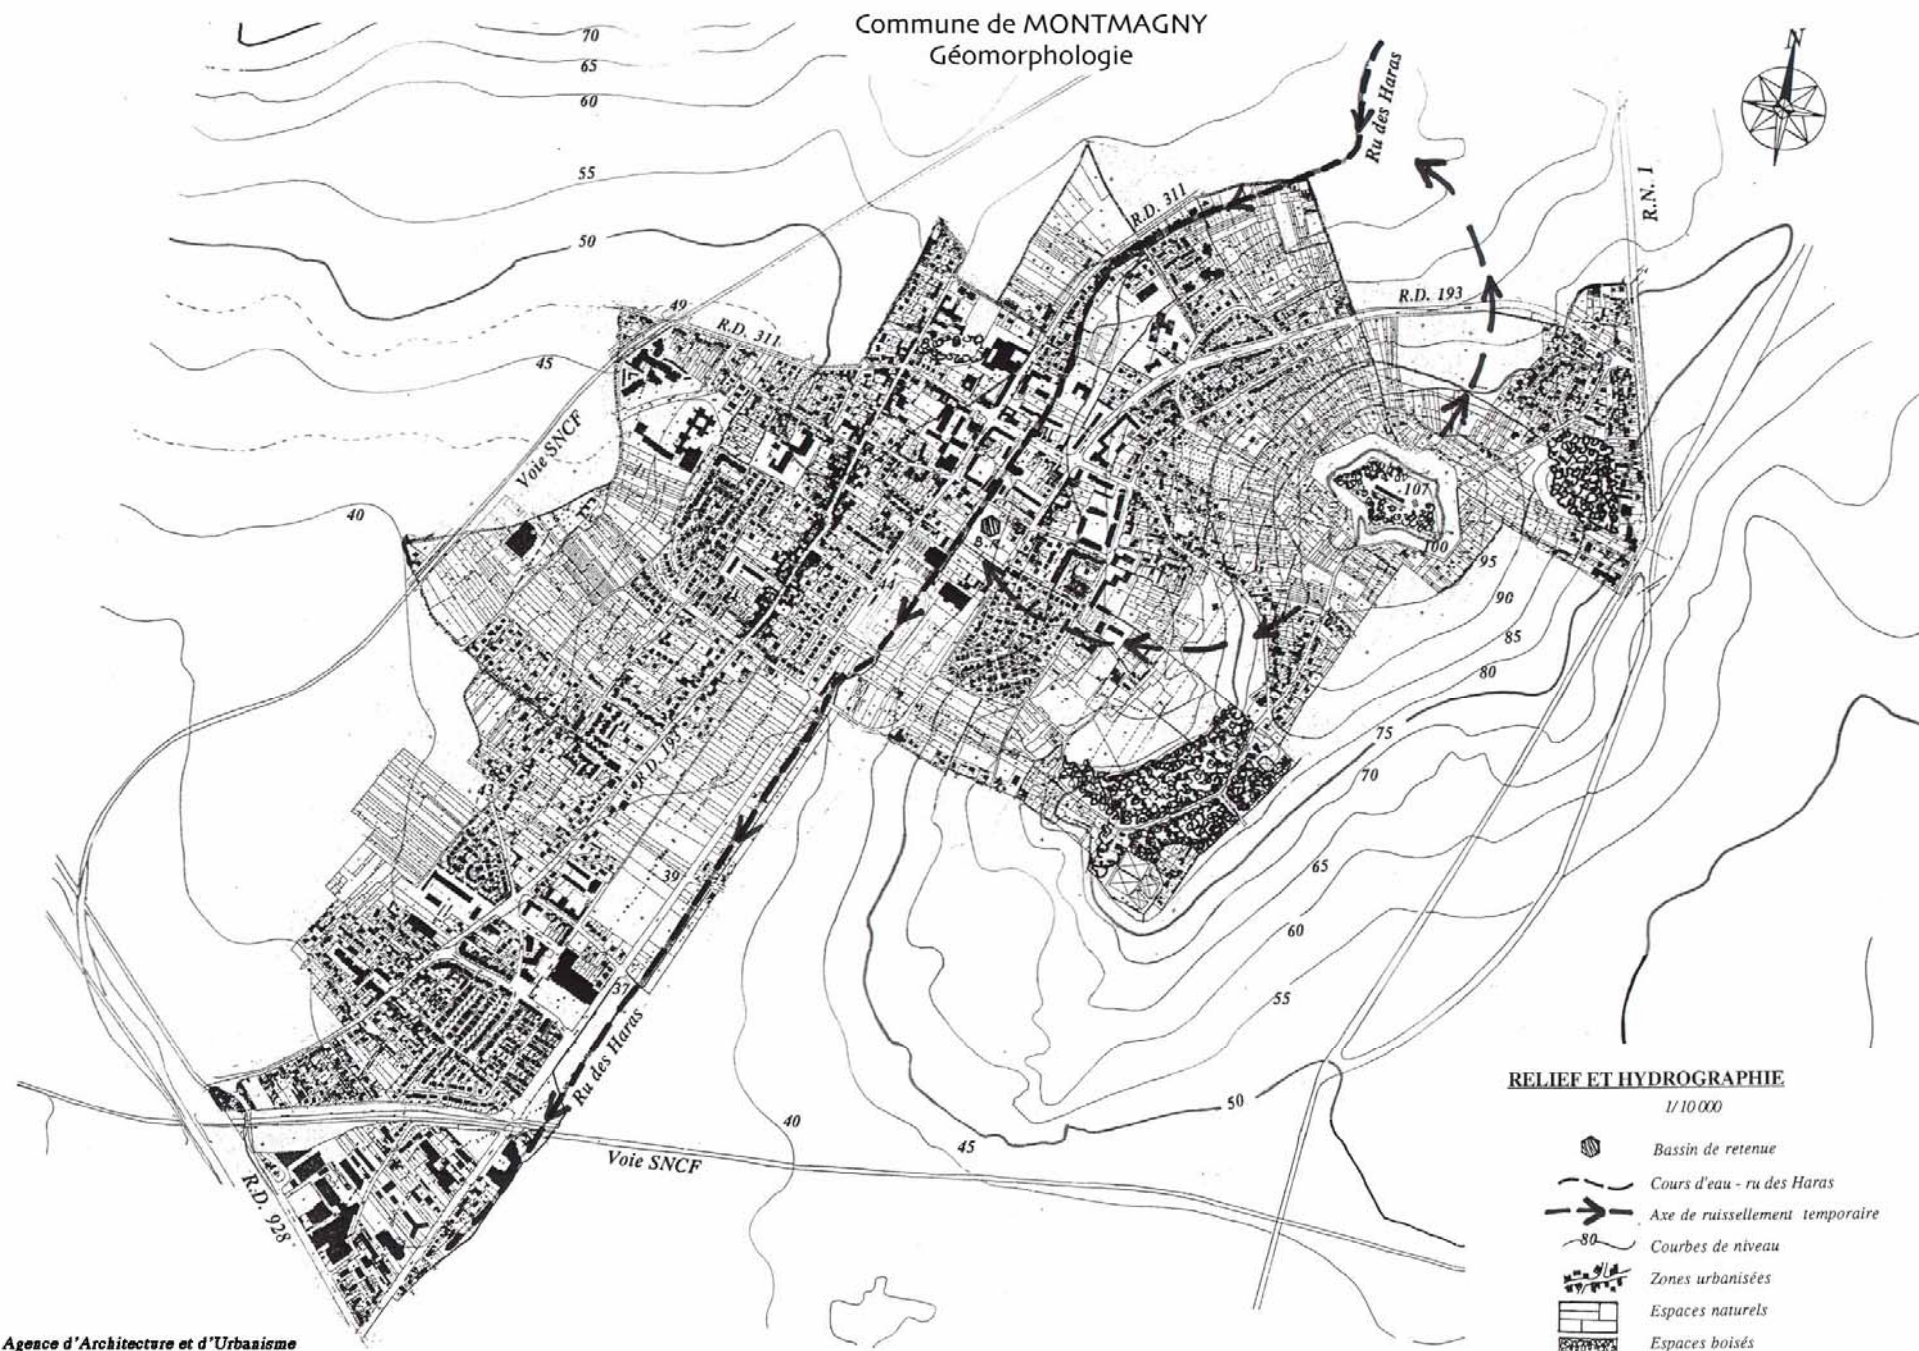 Commune de MONTMAGNY
Géomorphologie
N
70
65
60
55
50
49
45
40
Ru des Haras
R.D. 311
R.N. 1
R.D. 193
R.D. 311
Voie SNCF
107
100
95
90
85
80
75
70
65
60
55
50
45
40
44
B.R.
R.D. 193
43
39
37
Ru des Haras
Voie SNCF
R.D. 928
RELIEF ET HYDROGRAPHIE
1/10 000
Bassin de retenue
Cours d'eau - ru des Haras
Axe de ruissellement temporaire
80
Courbes de niveau
Zones urbanisées
Espaces naturels
Espaces boisés
Agence d'Architecture et d'Urbanisme